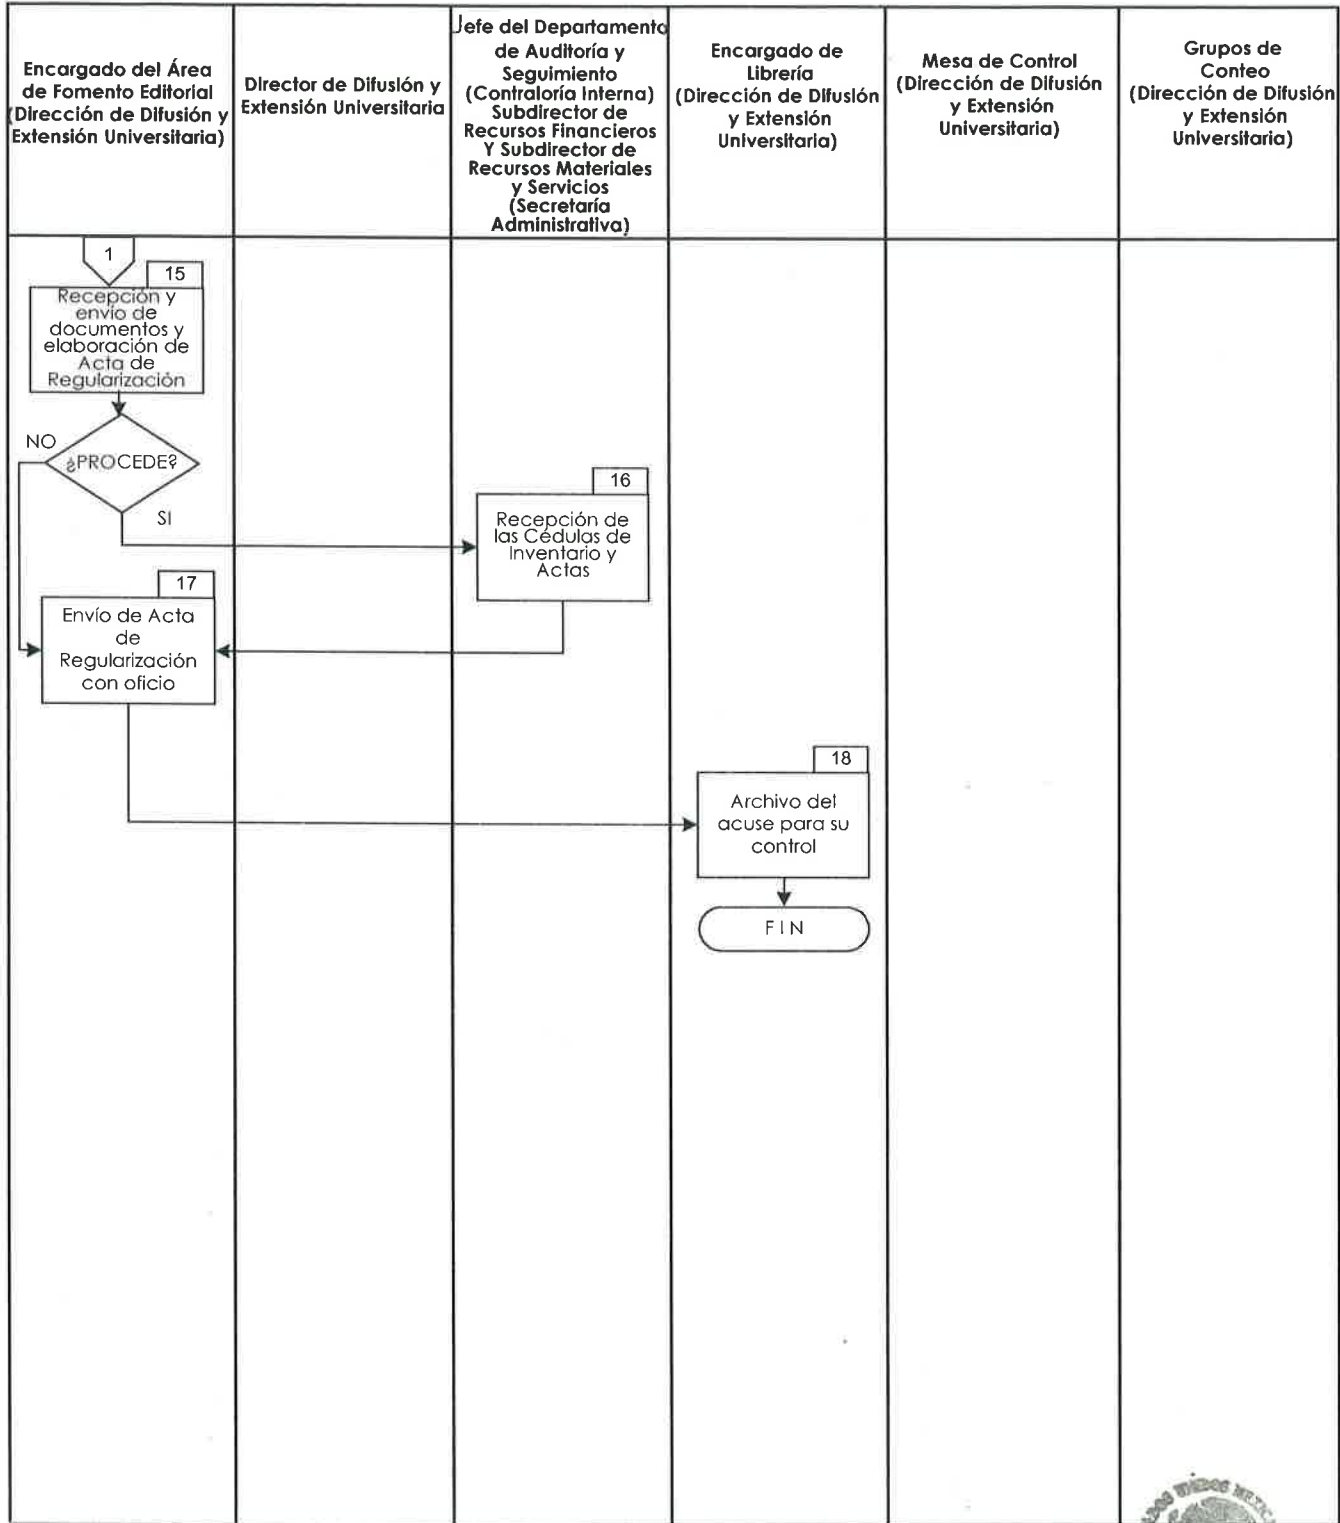 Encargado del Área
de Fomento Editorial
(Dirección de Difusión y
Extensión Universitaria)
Director de Difusión y
Extensión Universitaria
Jefe del Departamento
de Auditoría y
Seguimiento
(Contraloría Interna)
Subdirector de
Recursos Financieros
Y Subdirector de
Recursos Materiales
y Servicios
(Secretaría
Administrativa)
Encargado de
Librería
(Dirección de Difusión
y Extensión
Universitaria)
Mesa de Control
(Dirección de Difusión
y Extensión
Universitaria)
Grupos de
Conteo
(Dirección de Difusión
y Extensión
Universitaria)
1
15
Recepción y
envío de
documentos y
elaboración de
Acta de
Regularización
NO
¿PROCEDE?
SI
16
Recepción de
las Cédulas de
Inventario y
Actas
17
Envío de Acta
de
Regularización
con oficio
18
Archivo del
acuse para su
control
FIN